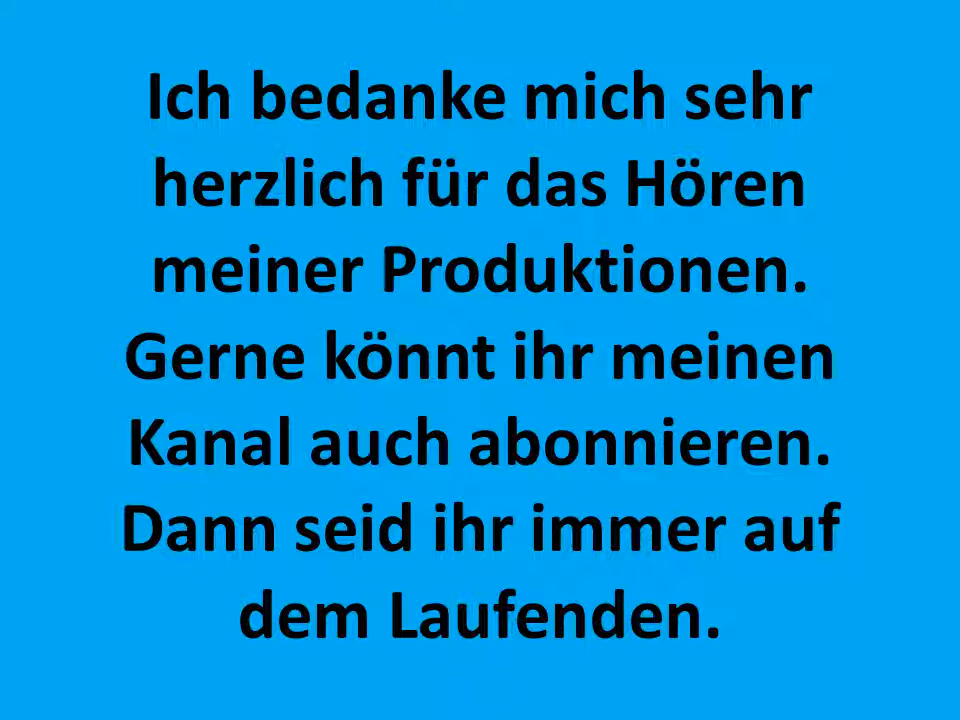 Ich bedanke mich sehr
herzlich für das Hören
meiner Produktionen.
Gerne könnt ihr meinen
Kanal auch abonnieren.
Dann seid ihr immer auf
dem Laufenden.